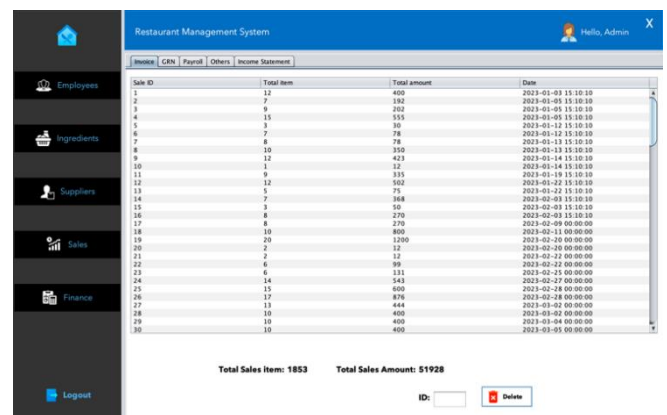 Restaurant Management System
Hello, Admin
X
Invoice GRN Payroll Others Income Statement
Employees
Ingredients
Suppliers
Sales
Finance
Logout
Sale ID Total item Total amount Date
1 12 400 2023-01-03 15:10:10
2 7 192 2023-01-05 15:10:10
3 9 202 2023-01-05 15:10:10
4 15 555 2023-01-05 15:10:10
5 3 30 2023-01-12 15:10:10
6 7 78 2023-01-12 15:10:10
7 8 78 2023-01-13 15:10:10
8 10 350 2023-01-13 15:10:10
9 12 423 2023-01-14 15:10:10
10 1 12 2023-01-14 15:10:10
11 9 335 2023-01-19 15:10:10
12 12 502 2023-01-22 15:10:10
13 5 75 2023-01-22 15:10:10
14 7 368 2023-02-03 15:10:10
15 3 50 2023-02-03 15:10:10
16 8 270 2023-02-03 15:10:10
17 8 270 2023-02-09 00:00:00
18 10 800 2023-02-11 00:00:00
19 20 1200 2023-02-20 00:00:00
20 2 12 2023-02-20 00:00:00
21 2 12 2023-02-22 00:00:00
22 6 99 2023-02-22 00:00:00
23 6 131 2023-02-25 00:00:00
24 14 543 2023-02-27 00:00:00
25 15 600 2023-02-28 00:00:00
26 17 876 2023-02-28 00:00:00
27 13 444 2023-03-02 00:00:00
28 10 400 2023-03-02 00:00:00
29 10 400 2023-03-04 00:00:00
30 10 400 2023-03-05 00:00:00
Total Sales item: 1853 Total Sales Amount: 51928
ID: Delete